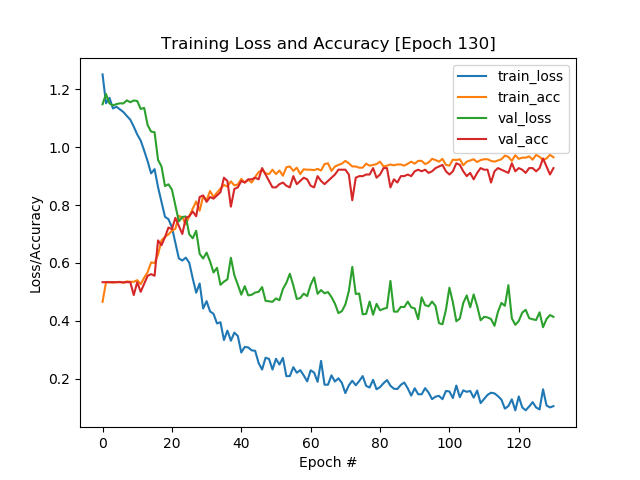 Training Loss and Accuracy [Epoch 130]
train_loss
train_acc
val_loss
val_acc
1.2
1.0
0.8
0.6
0.4
0.2
Loss/Accuracy
0 20 40 60 80 100 120
Epoch #